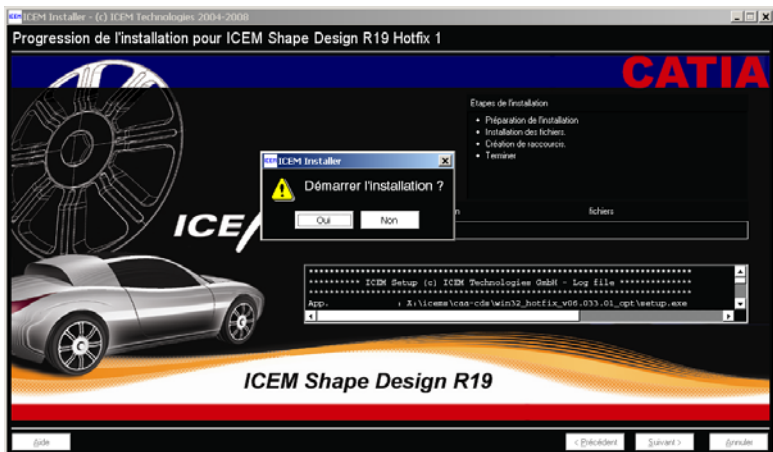 ICEM Installer - (c) ICEM Technologies 2004-2008
Progression de l'installation pour ICEM Shape Design R19 Hotfix 1
CATIA
Etapes de l'installation
• Préparation de l'installation
• Installation des fichiers.
• Création de raccourcis.
• Terminer
ICEM Installer
Démarrer l'installation ?
Oui
Non
fichiers
ICE
********** ICEM Setup (c) ICEM Technologies GmbH - Log file **************
App. : X:\icems\caa-cds\win32_hotfix_v06.033.01_opt\setup.exe
ICEM Shape Design R19
Aide
< Précédent
Suivant >
Annuler